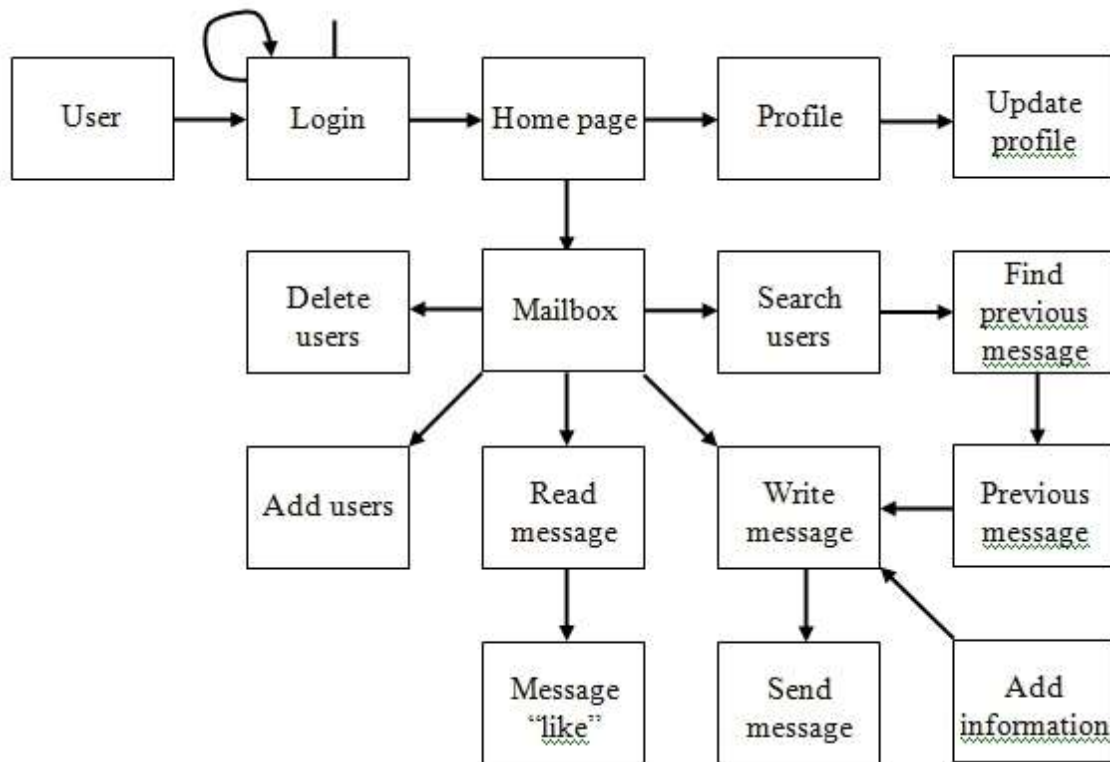 User
Login
Home page
Profile
Update
profile
Delete
users
Mailbox
Search
users
Find
previous
message
Add users
Read
message
Write
message
Previous
message
Message
“like”
Send
message
Add
information